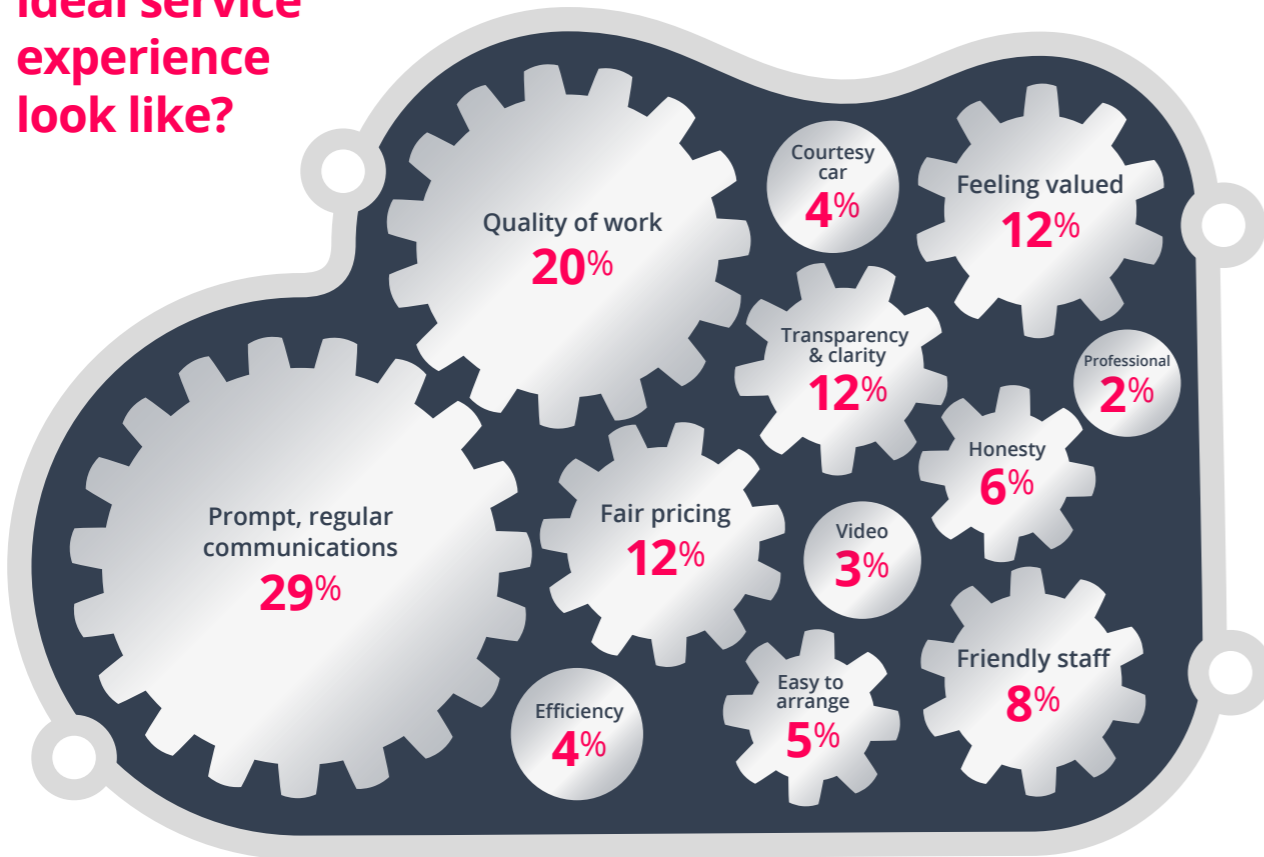 ideal service
experience
look like?
Quality of work
20%
Courtesy
car
4%
Feeling valued
12%
Transparency
& clarity
12%
Professional
2%
Honesty
6%
Prompt, regular
communications
29%
Fair pricing
12%
Video
3%
Friendly staff
8%
Efficiency
4%
Easy to
arrange
5%